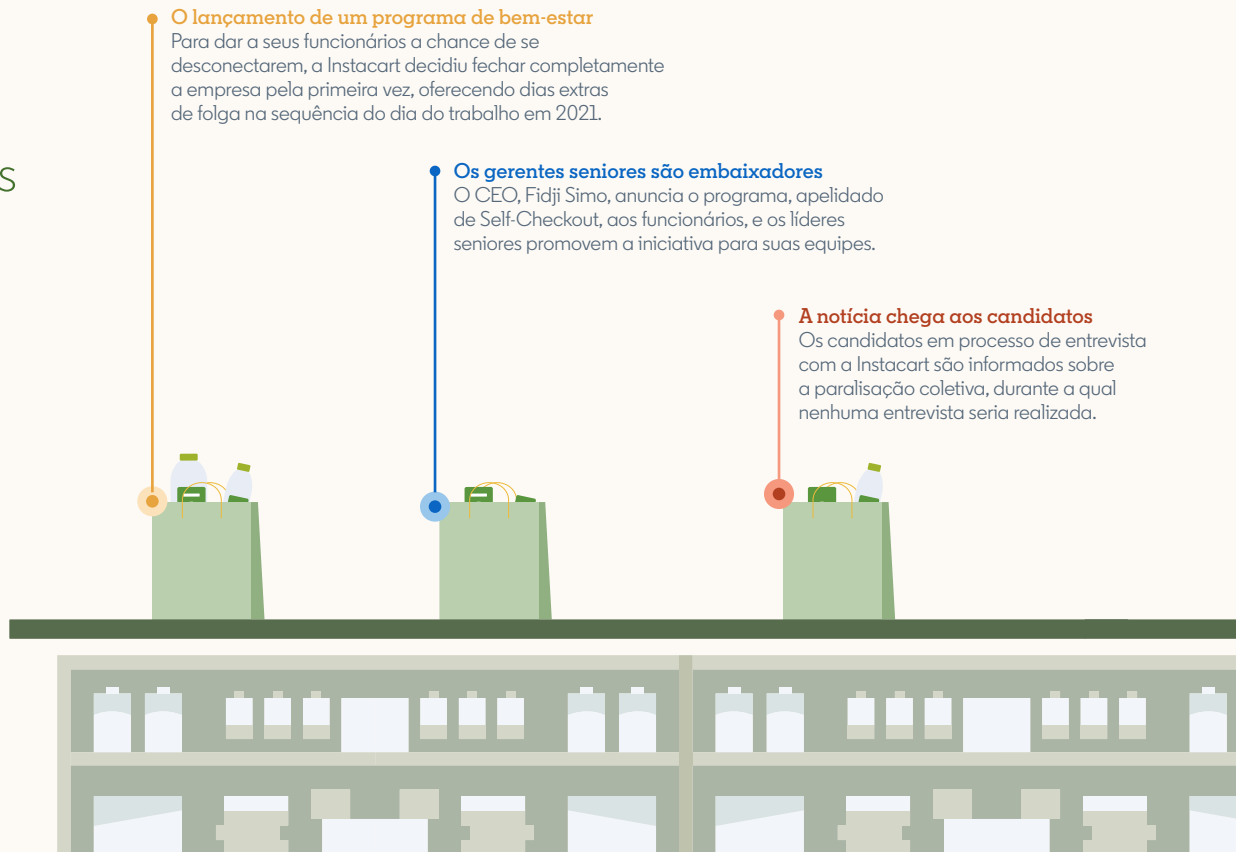 O lançamento de um programa de bem-estar
Para dar a seus funcionários a chance de se
desconectarem, a Instacart decidiu fechar completamente
a empresa pela primeira vez, oferecendo dias extras
de folga na sequência do dia do trabalho em 2021.
s
Os gerentes seniores são embaixadores
O CEO, Fidji Simo, anuncia o programa, apelidado
de Self-Checkout, aos funcionários, e os líderes
seniores promovem a iniciativa para suas equipes.
A notícia chega aos candidatos
Os candidatos em processo de entrevista
com a Instacart são informados sobre
a paralisação coletiva, durante a qual
nenhuma entrevista seria realizada.